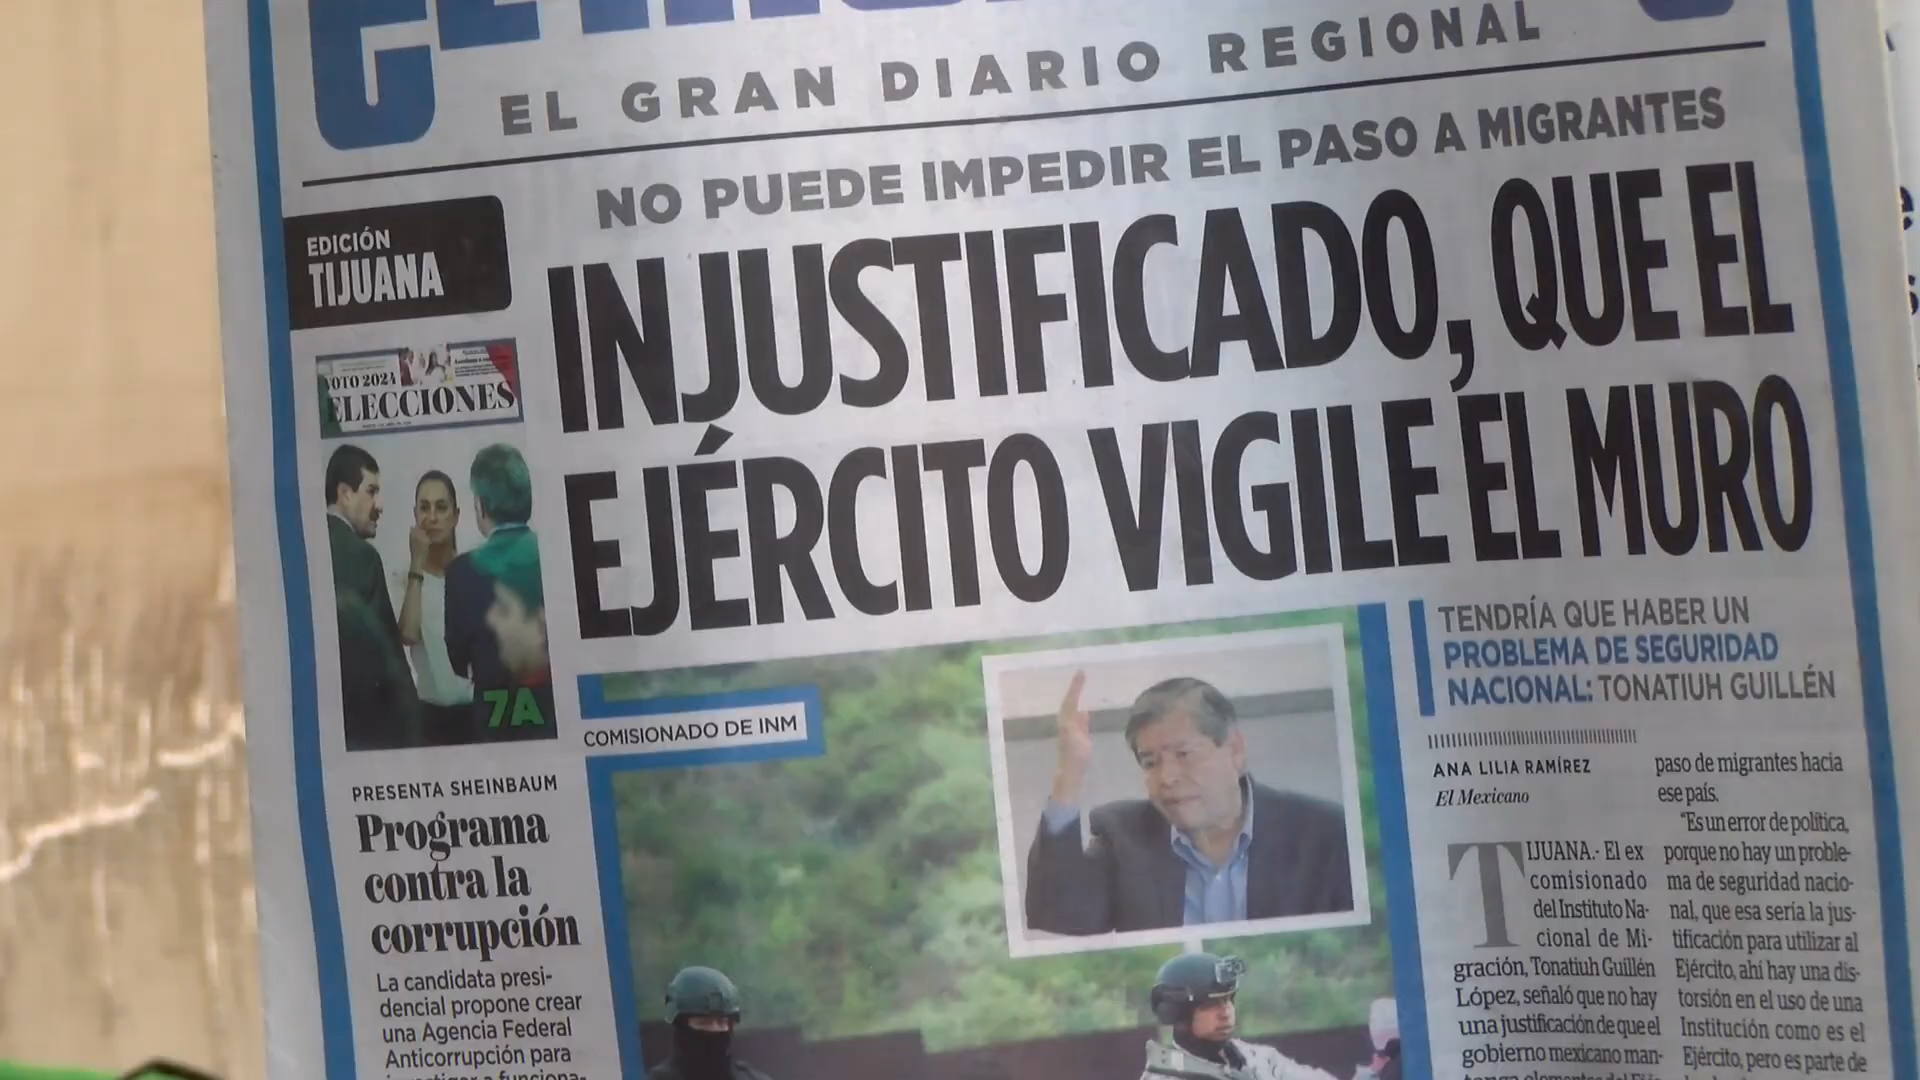 EL GRAN DIARIO REGIONAL
NO PUEDE IMPEDIR EL PASO A MIGRANTES
INJUSTIFICADO, QUE EL
EJÉRCITO VIGILE EL MURO
EDICIÓN
TIJUANA
VOTO 2024
ELECCIONES
7A
PRESENTA SHEINBAUM
Programa
contra la
corrupción
La candidata presi-
dencial propone crear
una Agencia Federal
Anticorrupción para
COMISIONADO DE INM
TENDRÍA QUE HABER UN
PROBLEMA DE SEGURIDAD
NACIONAL: TONATIUH GUILLÉN
ANA LILIA RAMÍREZ
El Mexicano
TIJUANA.- El ex
comisionado
del Instituto Na-
cional de Mi-
gración, Tonatiuh Guillén
López, señaló que no hay
una justificación de que el
gobierno mexicano man-
paso de migrantes hacia
ese país.
"Es un error de política,
porque no hay un proble-
ma de seguridad nacio-
nal, que esa sería la jus-
tificación para utilizar al
Ejército, ahí hay una dis-
torsión en el uso de una
Institución como es el
Ejército, pero es parte de